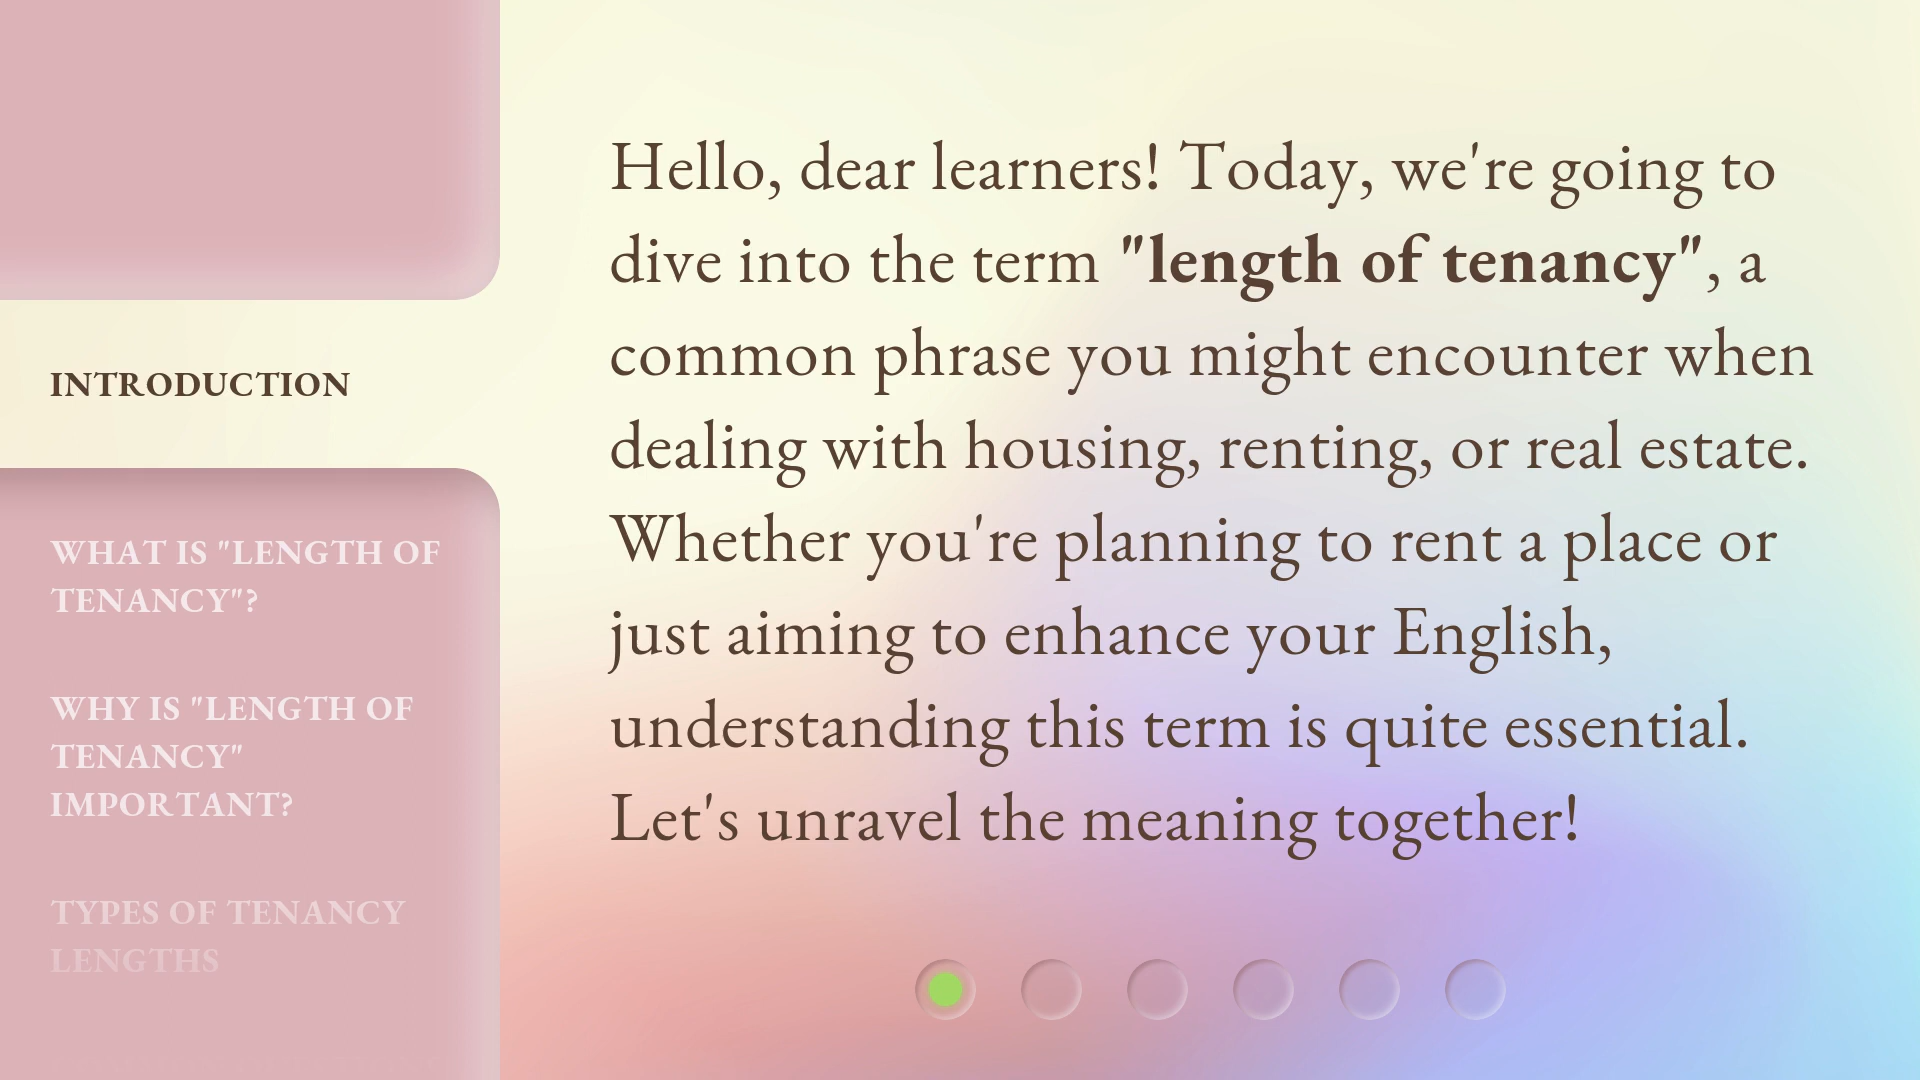 INTRODUCTION
WHAT IS "LENGTH OF
TENANCY"?
WHY IS "LENGTH OF
TENANCY"
IMPORTANT?
TYPES OF TENANCY
LENGTHS
Hello, dear learners! Today, we're going to
dive into the term "length of tenancy", a
common phrase you might encounter when
dealing with housing, renting, or real estate.
Whether you're planning to rent a place or
just aiming to enhance your English,
understanding this term is quite essential.
Let's unravel the meaning together!